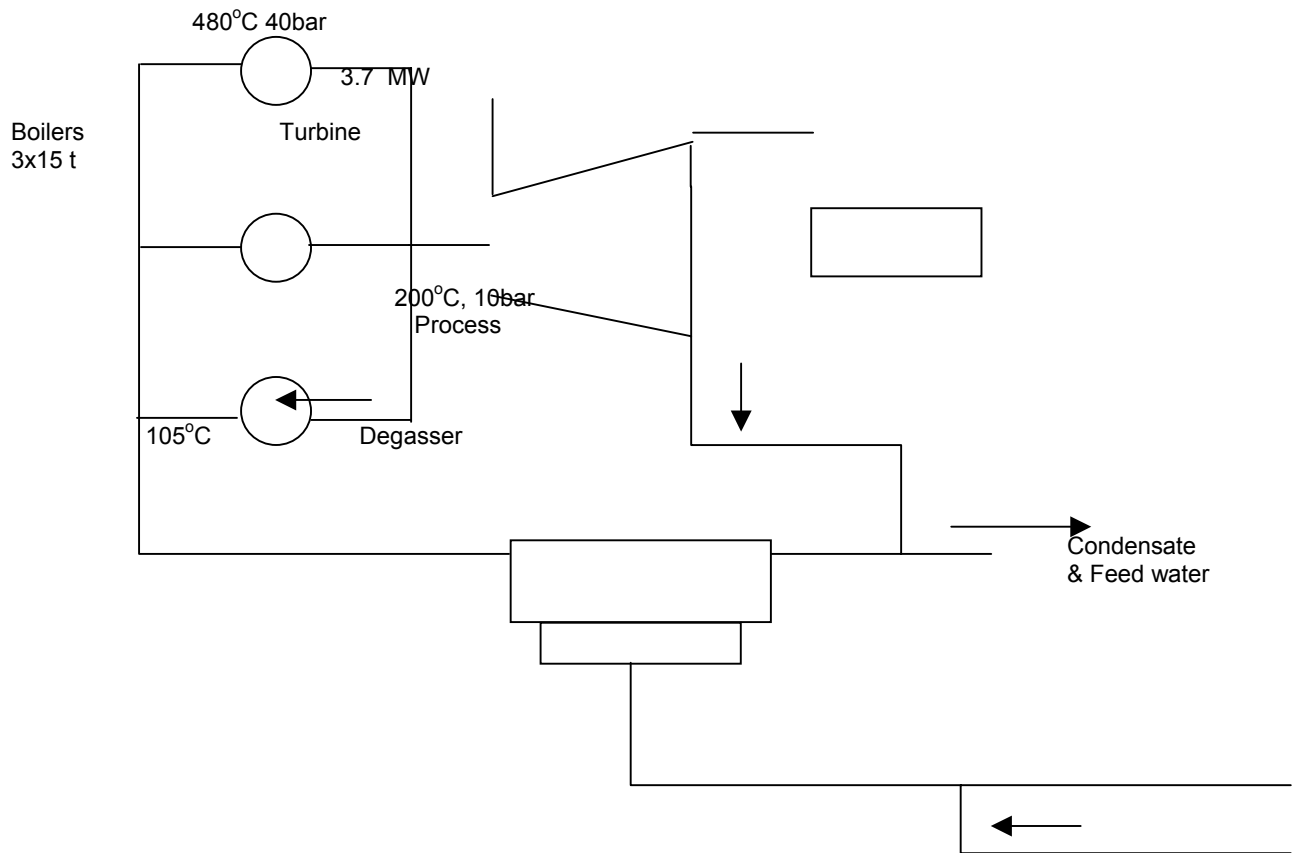 480°C 40bar
3.7 MW
Boilers
3x15 t
Turbine
200°C, 10bar
Process
105°C
Degasser
Condensate
& Feed water